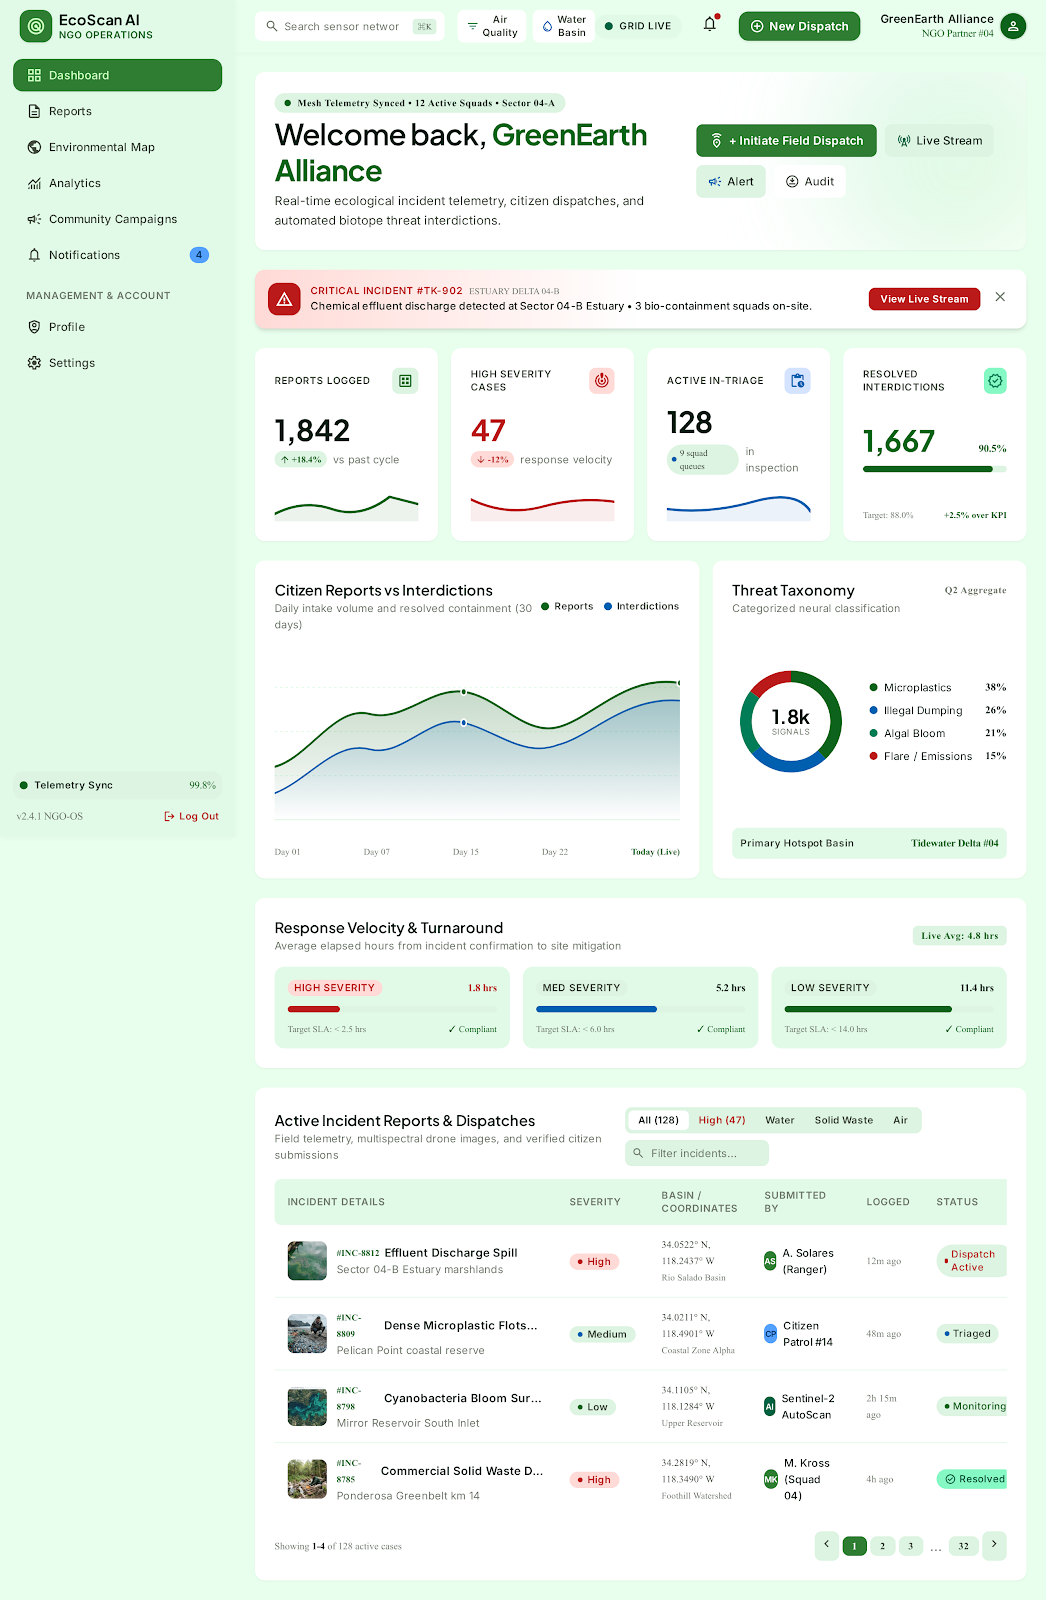 EcoScan AI
NGO OPERATIONS
Search sensor networ
⌘K
Air
Quality
Water
Basin
GRID LIVE
New Dispatch
GreenEarth Alliance
NGO Partner #04
Dashboard
Reports
Environmental Map
Analytics
Community Campaigns
Notifications 4
MANAGEMENT & ACCOUNT
Profile
Settings
Telemetry Sync 99.8%
v2.4.1 NGO-OS Log Out
Mesh Telemetry Synced • 12 Active Squads • Sector 04-A
Welcome back, GreenEarth
Alliance
Real-time ecological incident telemetry, citizen dispatches, and
automated biotope threat interdictions.
+ Initiate Field Dispatch
Live Stream
Alert
Audit
CRITICAL INCIDENT #TK-902 ESTUARY DELTA 04-B
Chemical effluent discharge detected at Sector 04-B Estuary • 3 bio-containment squads on-site.
View Live Stream
REPORTS LOGGED
1,842
↑ +18.4% vs past cycle
HIGH SEVERITY
CASES
47
↓ -12% response velocity
ACTIVE IN-TRIAGE
128
9 squad
queues
in
inspection
RESOLVED
INTERDICTIONS
1,667 90.5%
Target: 88.0% +2.5% over KPI
Citizen Reports vs Interdictions
Daily intake volume and resolved containment (30
days)
Reports Interdictions
Day 01 Day 07 Day 15 Day 22 Today (Live)
Threat Taxonomy
Q2 Aggregate
Categorized neural classification
1.8k
SIGNALS
Microplastics 38%
Illegal Dumping 26%
Algal Bloom 21%
Flare / Emissions 15%
Primary Hotspot Basin Tidewater Delta #04
Response Velocity & Turnaround
Average elapsed hours from incident confirmation to site mitigation
Live Avg: 4.8 hrs
HIGH SEVERITY 1.8 hrs
Target SLA: < 2.5 hrs ✓ Compliant
MED SEVERITY 5.2 hrs
Target SLA: < 6.0 hrs ✓ Compliant
LOW SEVERITY 11.4 hrs
Target SLA: < 14.0 hrs ✓ Compliant
Active Incident Reports & Dispatches
Field telemetry, multispectral drone images, and verified citizen
submissions
All (128) High (47) Water Solid Waste Air
Filter incidents...
INCIDENT DETAILS
SEVERITY
BASIN /
COORDINATES
SUBMITTED
BY
LOGGED
STATUS
#INC-8812 Effluent Discharge Spill
Sector 04-B Estuary marshlands
High
34.0522° N,
118.2437° W
Rio Salado Basin
AS
A. Solares
(Ranger)
12m ago
Dispatch
Active
#INC-
8809
Dense Microplastic Flots...
Pelican Point coastal reserve
Medium
34.0211° N,
118.4901° W
Coastal Zone Alpha
CP
Citizen
Patrol #14
48m ago
Triaged
#INC-
8798
Cyanobacteria Bloom Sur...
Mirror Reservoir South Inlet
Low
34.1105° N,
118.1284° W
Upper Reservoir
AI
Sentinel-2
AutoScan
2h 15m
ago
Monitoring
#INC-
8785
Commercial Solid Waste D...
Ponderosa Greenbelt km 14
High
34.2819° N,
118.3490° W
Foothill Watershed
MK
M. Kross
(Squad
04)
4h ago
Resolved
Showing 1-4 of 128 active cases
1 2 3 ... 32